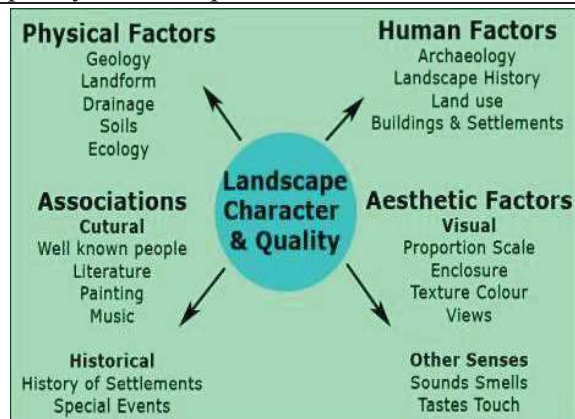 Physical Factors
Geology
Landform
Drainage
Soils
Ecology
Human Factors
Archaeology
Landscape History
Land use
Buildings & Settlements
Landscape
Character
& Quality
Associations
Cutural
Well known people
Literature
Painting
Music
Historical
History of Settlements
Special Events
Aesthetic Factors
Visual
Proportion Scale
Enclosure
Texture Colour
Views
Other Senses
Sounds Smells
Tastes Touch